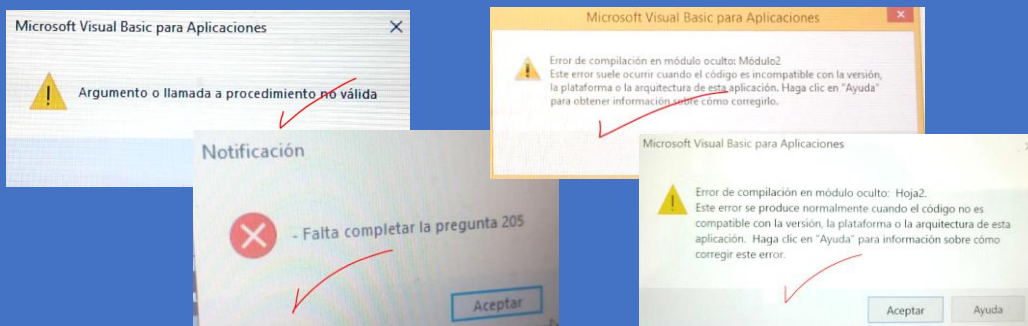 Microsoft Visual Basic para Aplicaciones
Argumento o llamada a procedimiento no válida
Microsoft Visual Basic para Aplicaciones
Error de compilación en módulo oculto: Módulo2
Este error suele ocurrir cuando el código es incompatible con la versión,
la plataforma o la arquitectura de esta aplicación. Haga clic en "Ayuda"
para obtener información sobre cómo corregirlo.
Notificación
- Falta completar la pregunta 205
Aceptar
Microsoft Visual Basic para Aplicaciones
Error de compilación en módulo oculto: Hoja2.
Este error se produce normalmente cuando el código no es
compatible con la versión, la plataforma o la arquitectura de esta
aplicación. Haga clic en "Ayuda" para información sobre cómo
corregir este error.
Aceptar
Ayuda